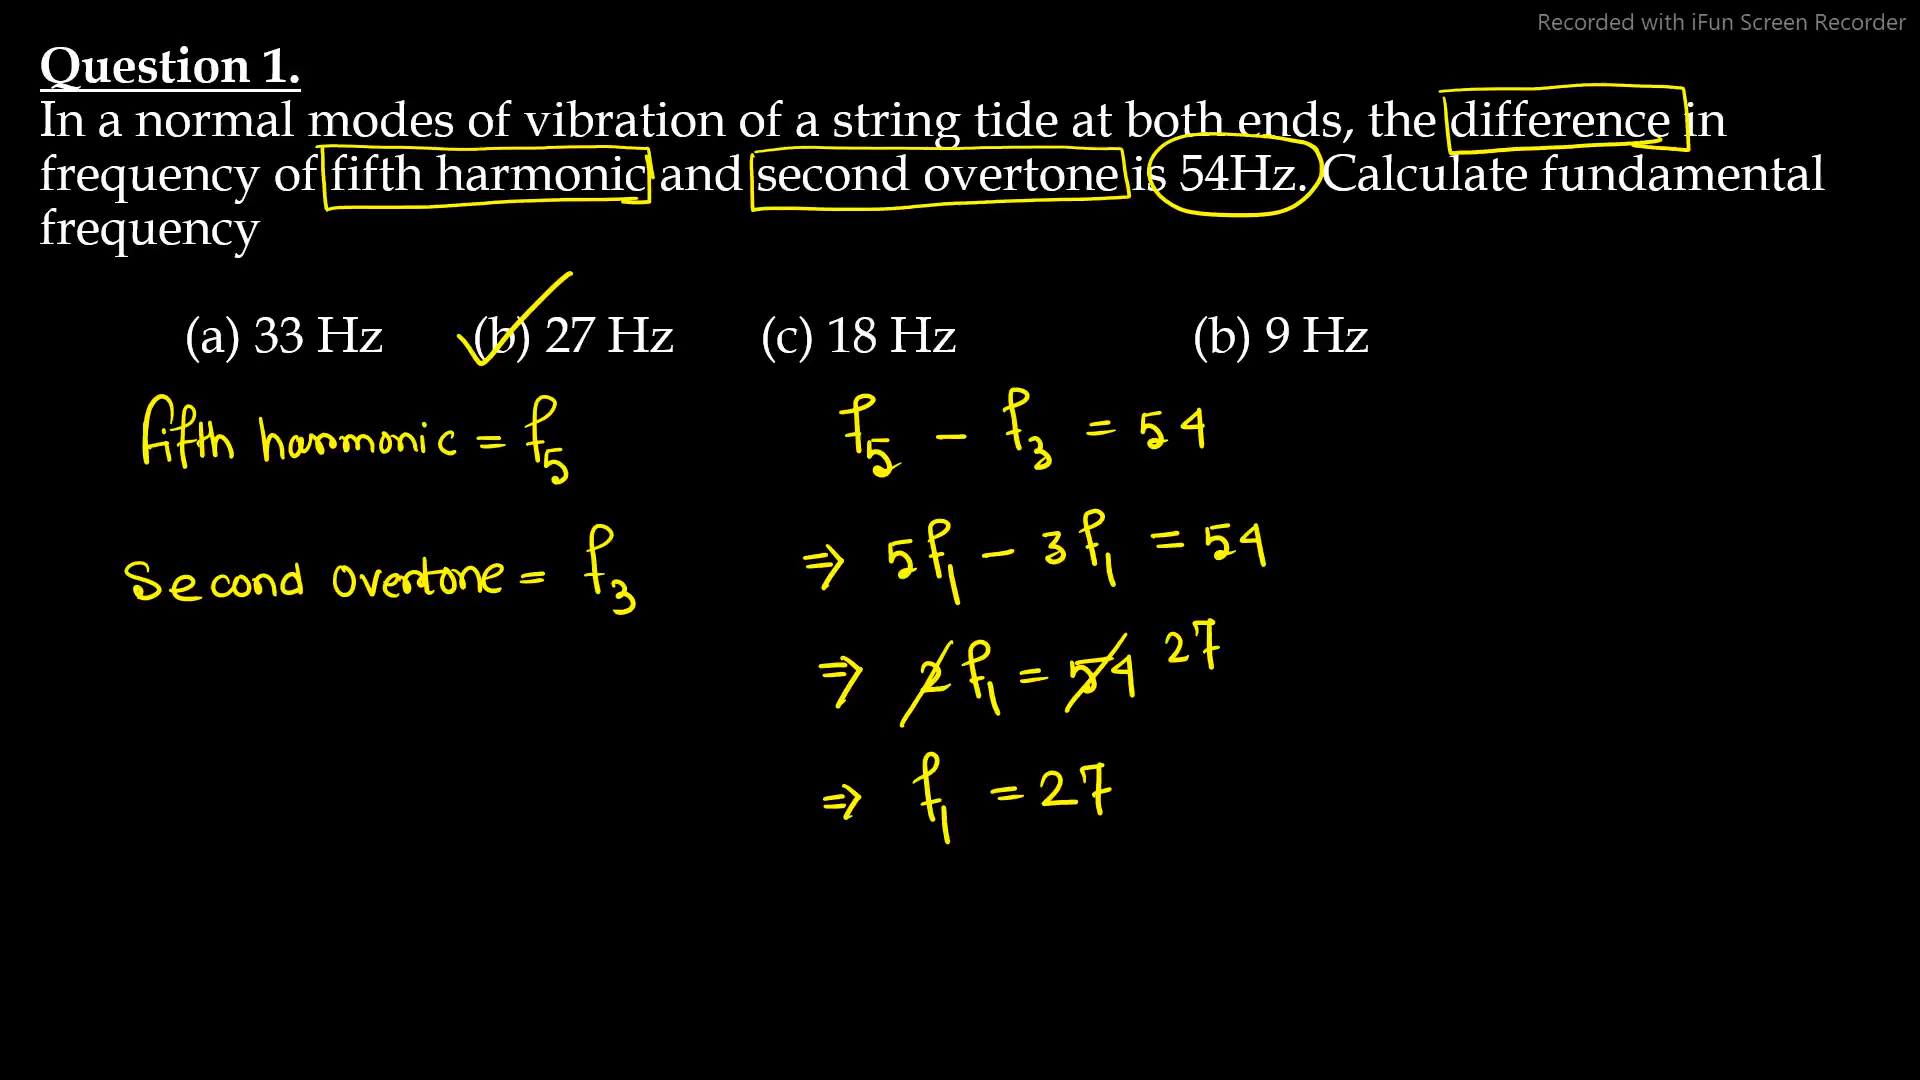 Recorded with iFun Screen Recorder
Question 1.
In a normal modes of vibration of a string tide at both ends, the difference in
frequency of fifth harmonic and second overtone is 54Hz. Calculate fundamental
frequency
(a) 33 Hz (b) 27 Hz (c) 18 Hz (b) 9 Hz
fifth harmonic = f₅
Second overtone = f₃
f₅ - f₃ = 54
⇒ 5f₁ - 3f₁ = 54
⇒ 2f₁ = 54 27
⇒ f₁ = 27